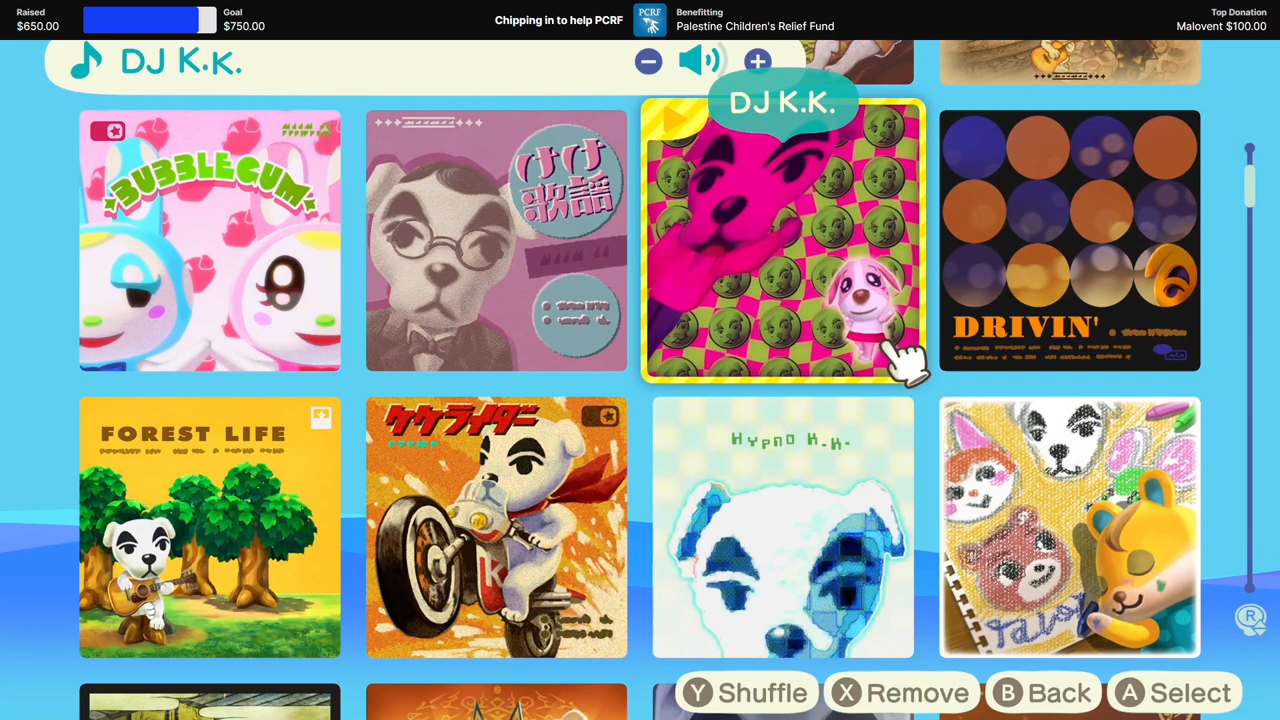 Raised
$650.00
Goal
$750.00
Chipping in to help PCRF
PCRF
Benefitting
Palestine Children's Relief Fund
Top Donation
Malovent $100.00
DJ K.K.
DJ K.K.
BUBBLEGUM
けけ
歌謡
DRIVIN'
FOREST LIFE
ケケライダー
K
Hypno K.K.
R
Y Shuffle
X Remove
B Back
A Select